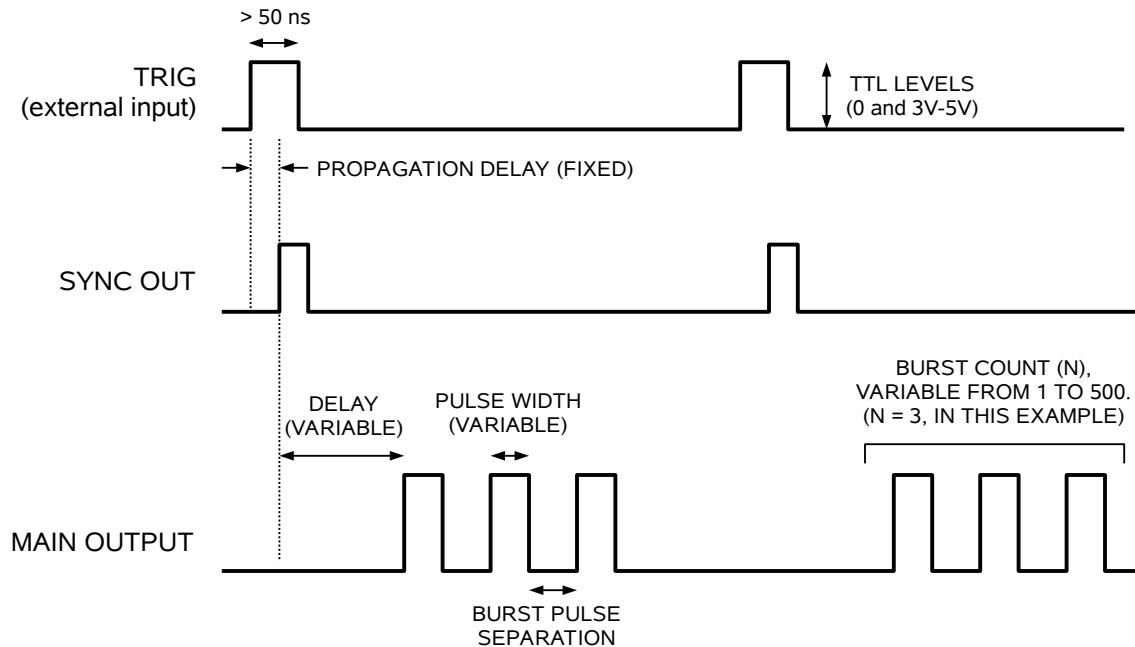 > 50 ns
TRIG
(external input)
TTL LEVELS
(0 and 3V-5V)
PROPAGATION DELAY (FIXED)
SYNC OUT
BURST COUNT (N),
VARIABLE FROM 1 TO 500.
(N = 3, IN THIS EXAMPLE)
DELAY
(VARIABLE)
PULSE WIDTH
(VARIABLE)
MAIN OUTPUT
BURST PULSE
SEPARATION